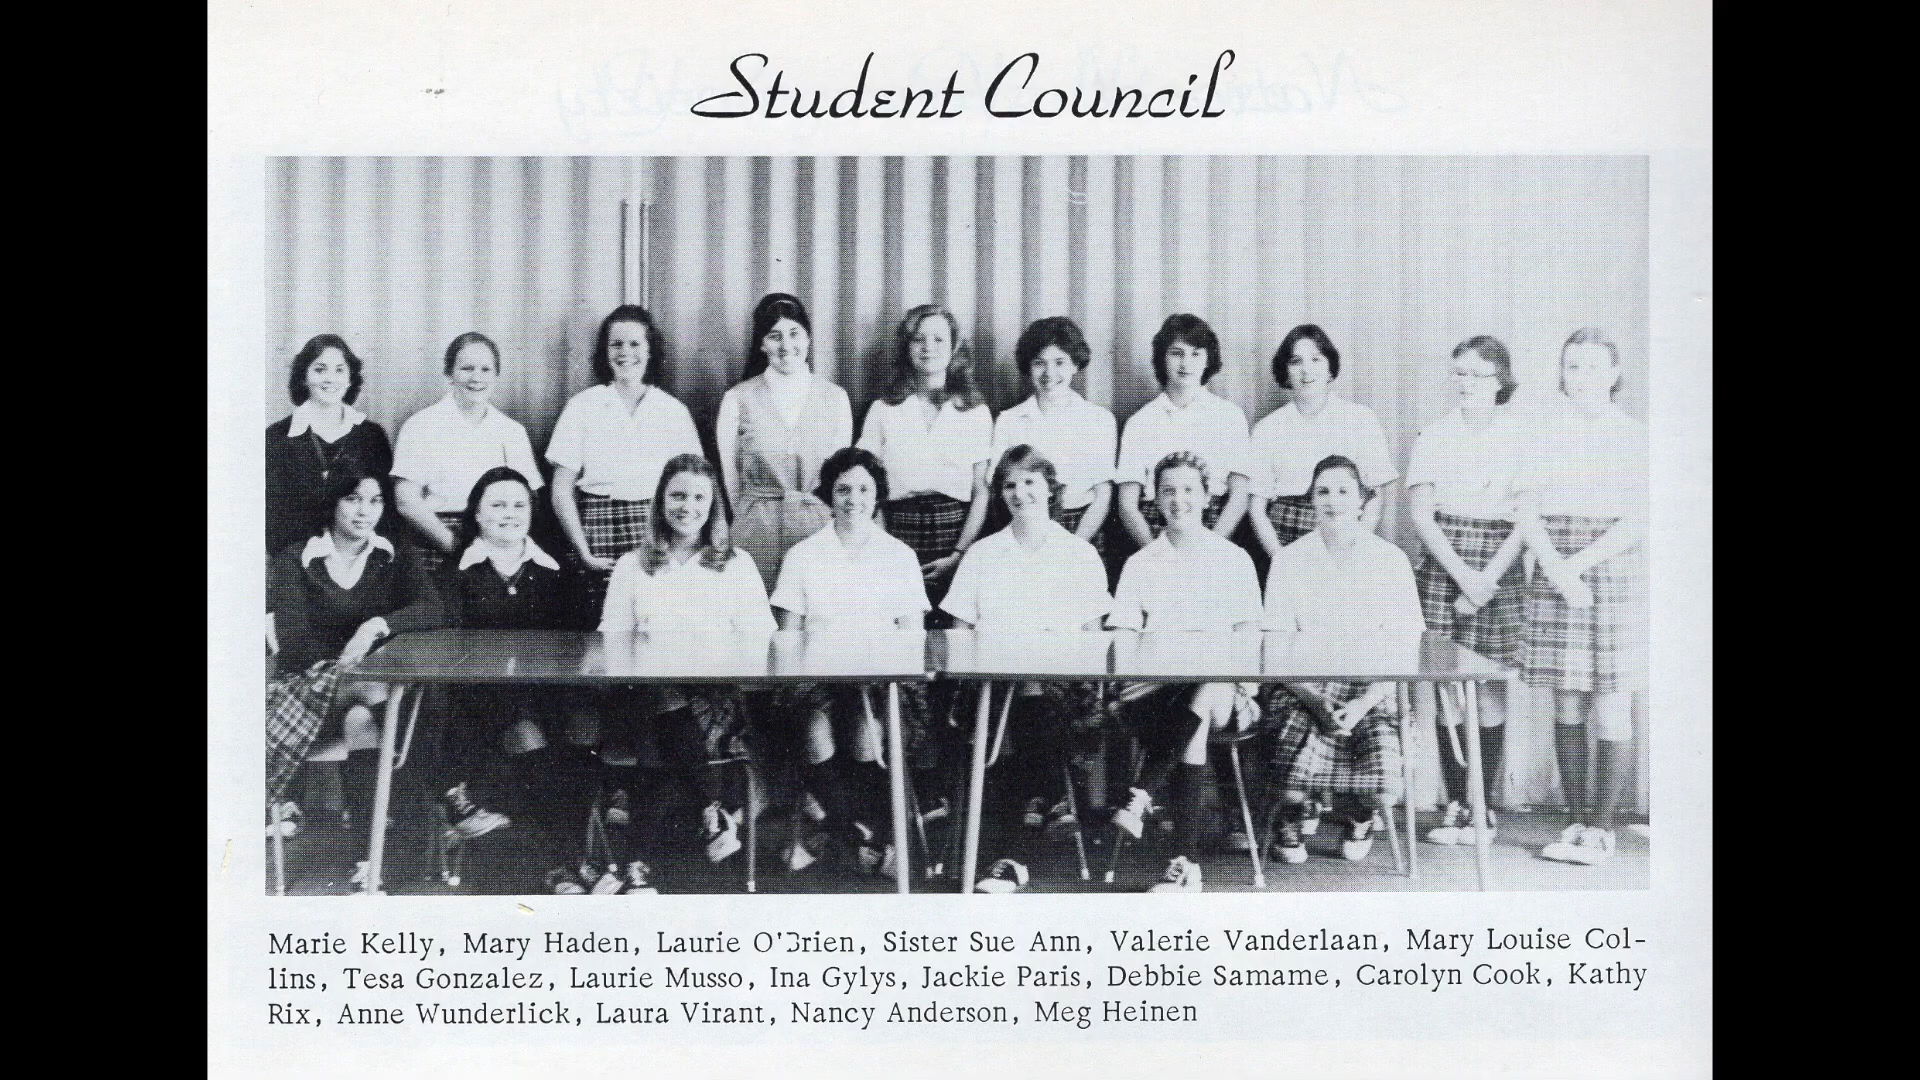 Student Council
Marie Kelly, Mary Haden, Laurie O'Brien, Sister Sue Ann, Valerie Vanderlaan, Mary Louise Col-
lins, Tesa Gonzalez, Laurie Musso, Ina Gylys, Jackie Paris, Debbie Samame, Carolyn Cook, Kathy
Rix, Anne Wunderlick, Laura Virant, Nancy Anderson, Meg Heinen